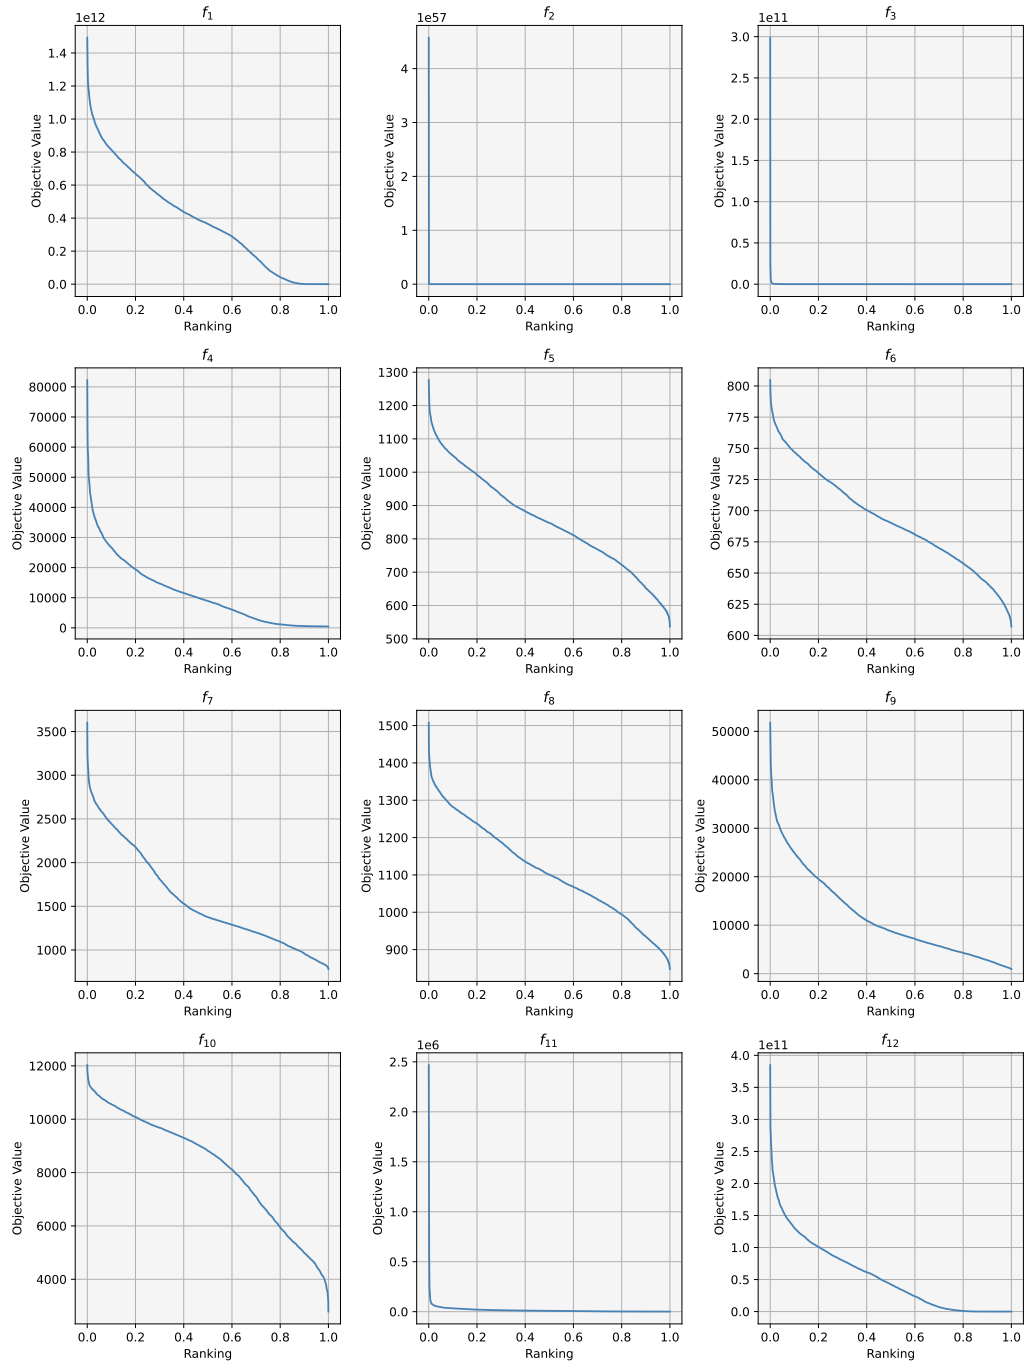 f1
1e12
Objective Value
1.4
1.2
1.0
0.8
0.6
0.4
0.2
0.0
0.0 0.2 0.4 0.6 0.8 1.0
Ranking
f2
1e57
Objective Value
4
3
2
1
0
0.0 0.2 0.4 0.6 0.8 1.0
Ranking
f3
1e11
Objective Value
3.0
2.5
2.0
1.5
1.0
0.5
0.0
0.0 0.2 0.4 0.6 0.8 1.0
Ranking
f4
Objective Value
80000
70000
60000
50000
40000
30000
20000
10000
0
0.0 0.2 0.4 0.6 0.8 1.0
Ranking
f5
Objective Value
1300
1200
1100
1000
900
800
700
600
500
0.0 0.2 0.4 0.6 0.8 1.0
Ranking
f6
Objective Value
800
775
750
725
700
675
650
625
600
0.0 0.2 0.4 0.6 0.8 1.0
Ranking
f7
Objective Value
3500
3000
2500
2000
1500
1000
0.0 0.2 0.4 0.6 0.8 1.0
Ranking
f8
Objective Value
1500
1400
1300
1200
1100
1000
900
0.0 0.2 0.4 0.6 0.8 1.0
Ranking
f9
Objective Value
50000
40000
30000
20000
10000
0
0.0 0.2 0.4 0.6 0.8 1.0
Ranking
f10
Objective Value
12000
10000
8000
6000
4000
0.0 0.2 0.4 0.6 0.8 1.0
Ranking
f11
1e6
Objective Value
2.5
2.0
1.5
1.0
0.5
0.0
0.0 0.2 0.4 0.6 0.8 1.0
Ranking
f12
1e11
Objective Value
4.0
3.5
3.0
2.5
2.0
1.5
1.0
0.5
0.0
0.0 0.2 0.4 0.6 0.8 1.0
Ranking